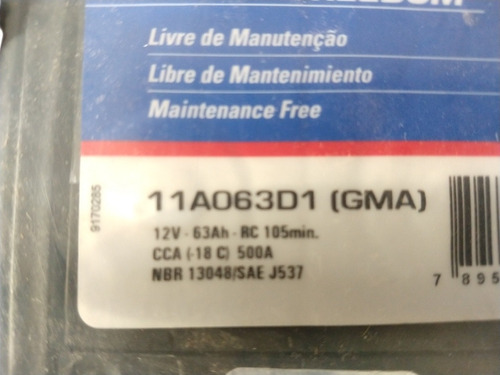 Livre de Manutenção
Libre de Mantenimiento
Maintenance Free
11A063D1 (GMA)
12V - 63Ah - RC 105min.
CCA (-18 C) 500A
NBR 13048/SAE J537
9170285
7 895